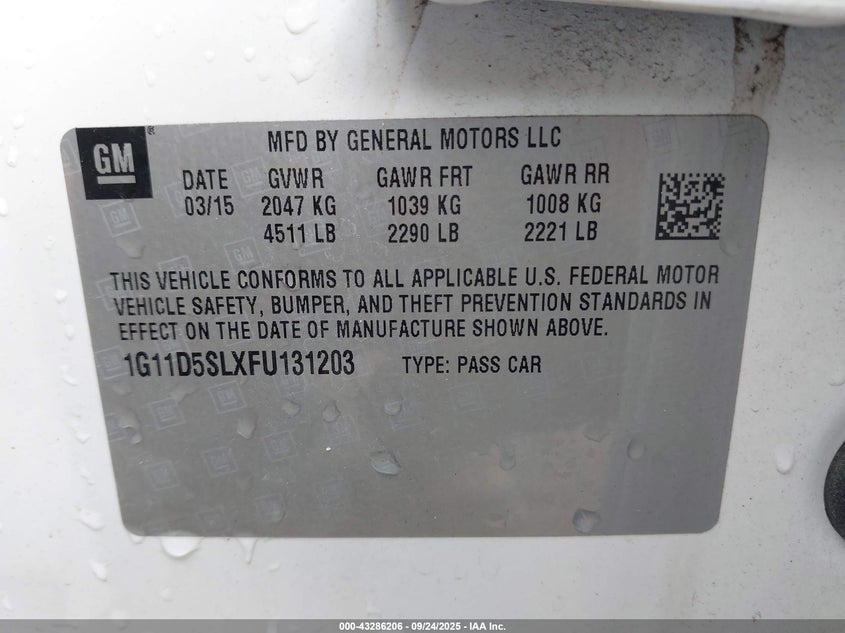 GM
MFD BY GENERAL MOTORS LLC
DATE GVWR GAWR FRT GAWR RR
03/15 2047 KG 1039 KG 1008 KG
4511 LB 2290 LB 2221 LB
THIS VEHICLE CONFORMS TO ALL APPLICABLE U.S. FEDERAL MOTOR
VEHICLE SAFETY, BUMPER, AND THEFT PREVENTION STANDARDS IN
EFFECT ON THE DATE OF MANUFACTURE SHOWN ABOVE.
1G11D5SLXFU131203 TYPE: PASS CAR
000-43286206 - 09/24/2025 - IAA Inc.